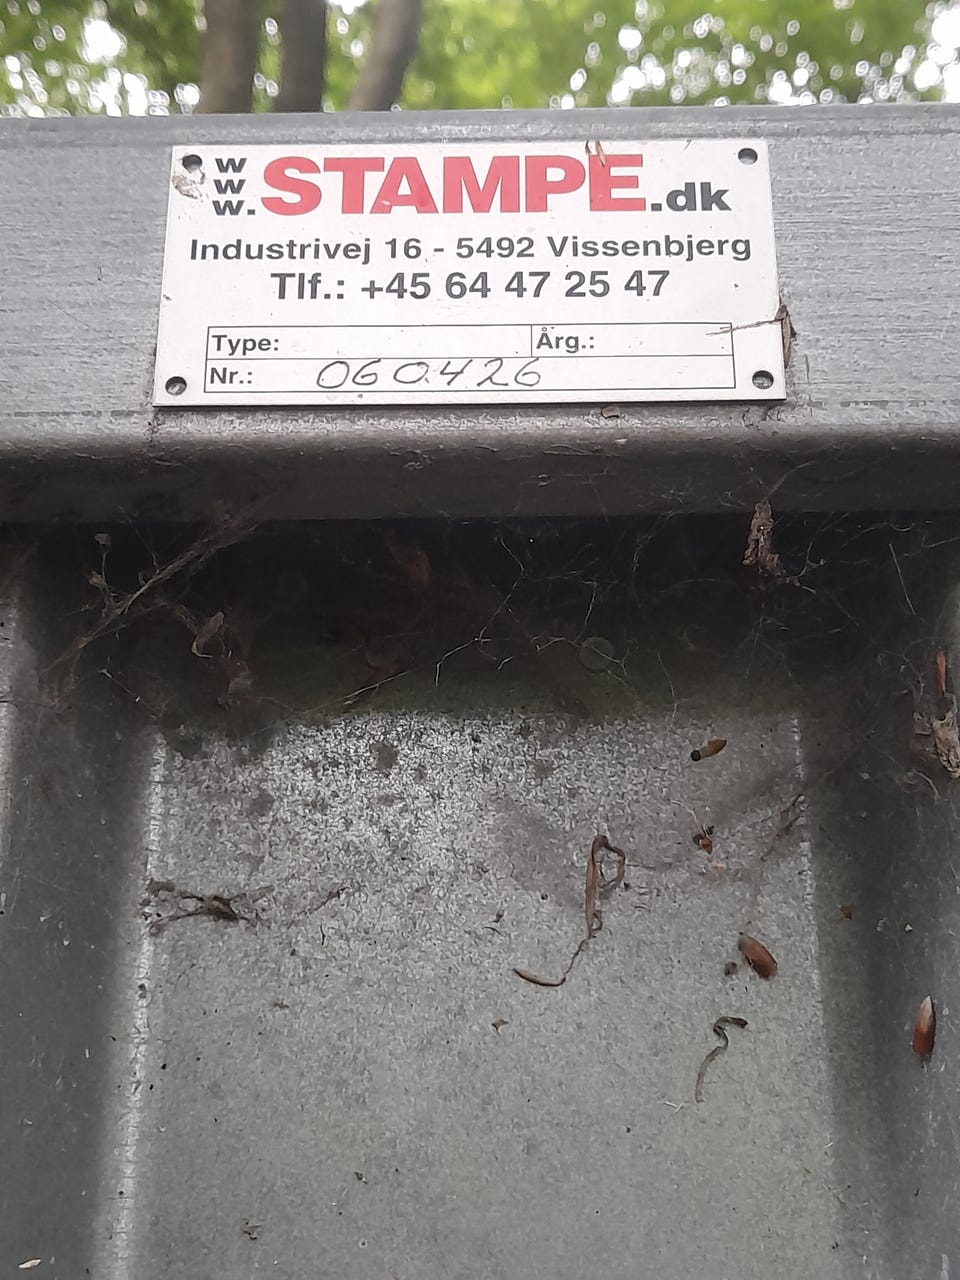 www.STAMPE.dk
Industrivej 16 - 5492 Vissenbjerg
Tlf.: +45 64 47 25 47
Type: Årg.:
Nr.: 060426